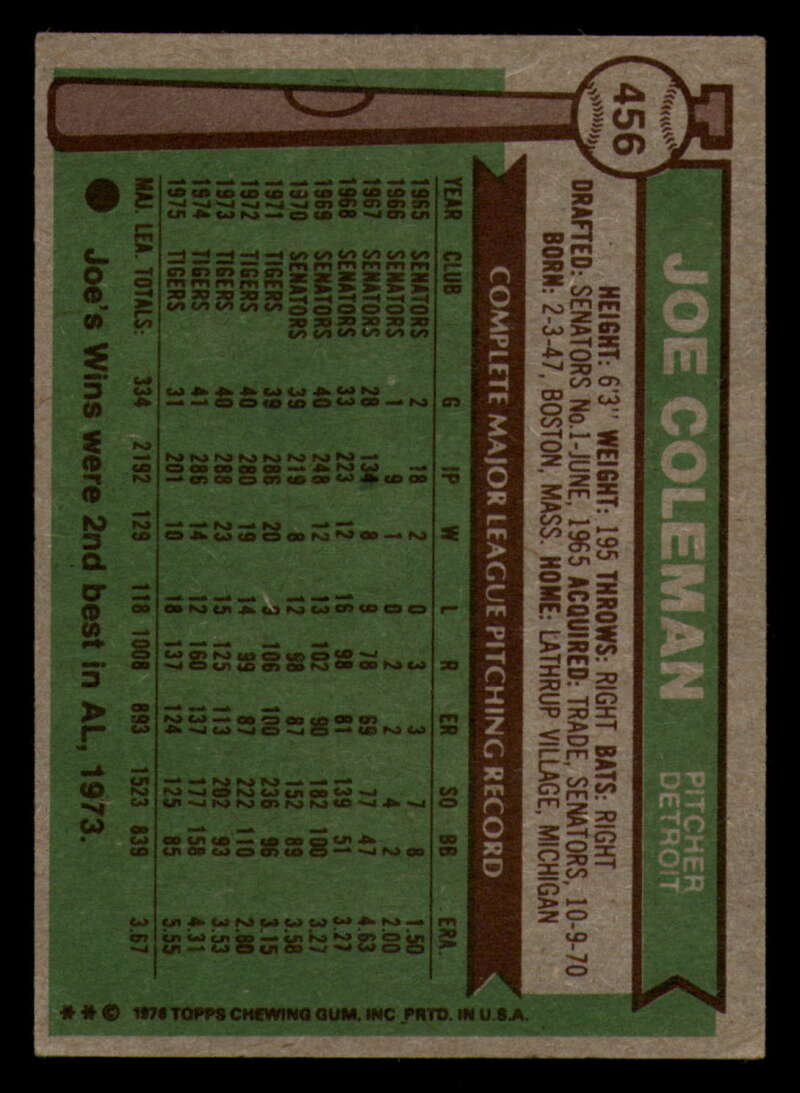 456
JOE COLEMAN
PITCHER
DETROIT
HEIGHT: 6'3" WEIGHT: 195 THROWS: RIGHT BATS: RIGHT
DRAFTED: SENATORS No.1-JUNE, 1965 ACQUIRED: TRADE, SENATORS, 10-9-70
BORN: 2-3-47, BOSTON, MASS. HOME: LATHRUP VILLAGE, MICHIGAN
COMPLETE MAJOR LEAGUE PITCHING RECORD
YEAR CLUB G IP W L R ER SO BB ERA
1965 SENATORS 2 18 2 0 3 3 7 8 1.50
1966 SENATORS 1 9 1 0 2 2 4 2 2.00
1967 SENATORS 28 134 8 9 78 69 77 47 4.63
1968 SENATORS 33 223 12 16 98 81 139 51 3.27
1969 SENATORS 40 248 12 13 102 90 182 100 3.27
1970 SENATORS 39 219 8 12 98 87 152 89 3.58
1971 TIGERS 39 286 20 9 106 100 236 96 3.15
1972 TIGERS 40 280 19 14 99 87 222 110 2.80
1973 TIGERS 40 288 23 15 125 113 202 93 3.53
1974 TIGERS 41 286 14 12 160 137 177 158 4.31
1975 TIGERS 31 201 10 18 137 124 125 85 5.55
MAJ. LEA. TOTALS: 334 2192 129 118 1008 893 1523 839 3.67
Joe's Wins were 2nd best in AL, 1973.
** © 1976 TOPPS CHEWING GUM, INC. PRTD. IN U.S.A.